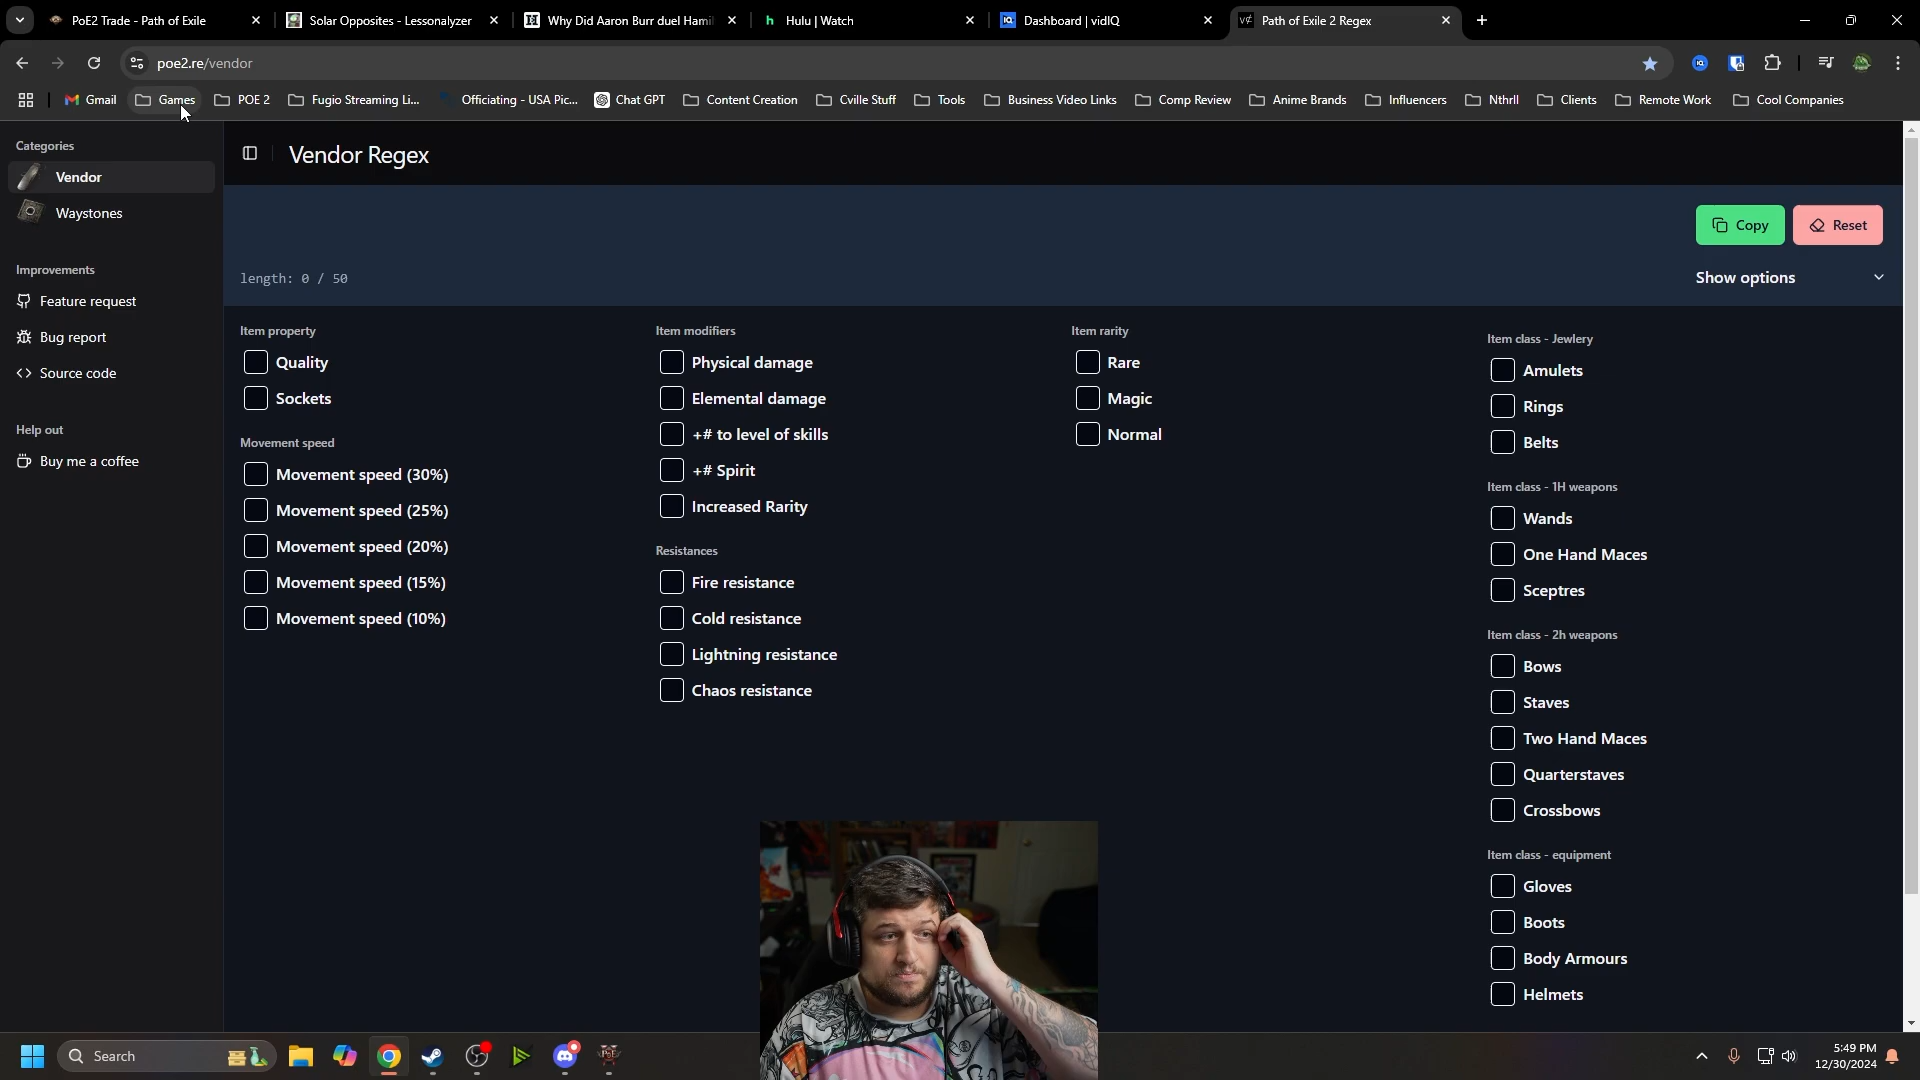 PoE2 Trade - Path of Exile
Solar Opposites - Lessonalyzer
Why Did Aaron Burr duel Hamil
Hulu | Watch
Dashboard | vidIQ
Path of Exile 2 Regex
poe2.re/vendor
Gmail
Games
POE 2
Fugio Streaming Li...
Officiating - USA Pic...
Chat GPT
Content Creation
Cville Stuff
Tools
Business Video Links
Comp Review
Anime Brands
Influencers
Nthrll
Clients
Remote Work
Cool Companies
Categories
Vendor
Waystones
Improvements
Feature request
Bug report
Source code
Help out
Buy me a coffee
Vendor Regex
Copy
Reset
length: 0 / 50
Show options
Item property
Quality
Sockets
Movement speed
Movement speed (30%)
Movement speed (25%)
Movement speed (20%)
Movement speed (15%)
Movement speed (10%)
Item modifiers
Physical damage
Elemental damage
+# to level of skills
+# Spirit
Increased Rarity
Resistances
Fire resistance
Cold resistance
Lightning resistance
Chaos resistance
Item rarity
Rare
Magic
Normal
Item class - Jewlery
Amulets
Rings
Belts
Item class - 1H weapons
Wands
One Hand Maces
Sceptres
Item class - 2h weapons
Bows
Staves
Two Hand Maces
Quarterstaves
Crossbows
Item class - equipment
Gloves
Boots
Body Armours
Helmets
Search
5:49 PM
12/30/2024